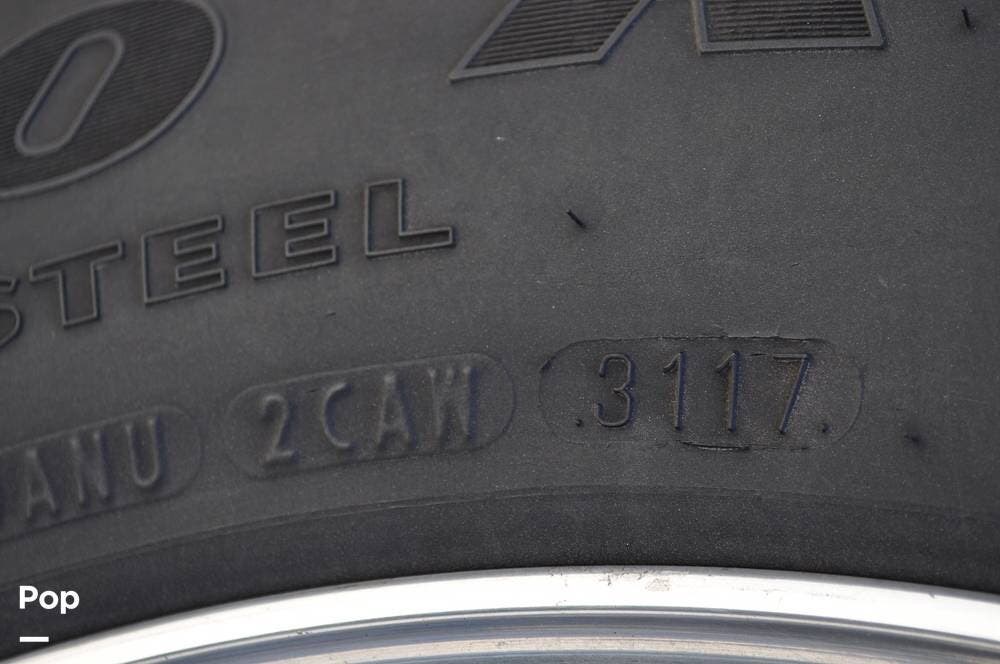 STEEL
ANU 2CAW 3117
Pop